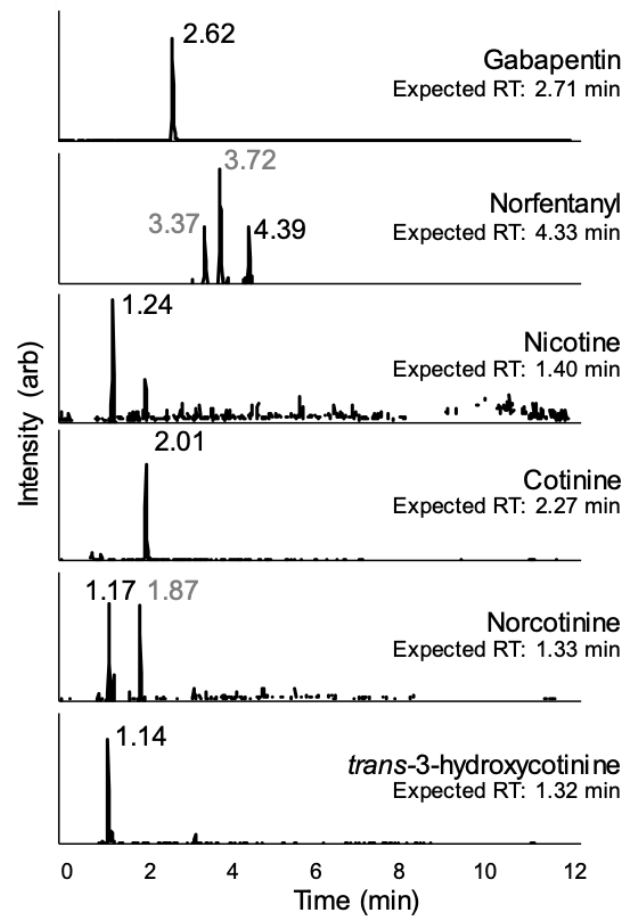 2.62
Gabapentin
Expected RT: 2.71 min
3.72
3.37
4.39
Norfentanyl
Expected RT: 4.33 min
1.24
Nicotine
Expected RT: 1.40 min
2.01
Cotinine
Expected RT: 2.27 min
1.17 1.87
Norcotinine
Expected RT: 1.33 min
1.14
trans-3-hydroxycotinine
Expected RT: 1.32 min
Intensity (arb)
0 2 4 6 8 10 12
Time (min)